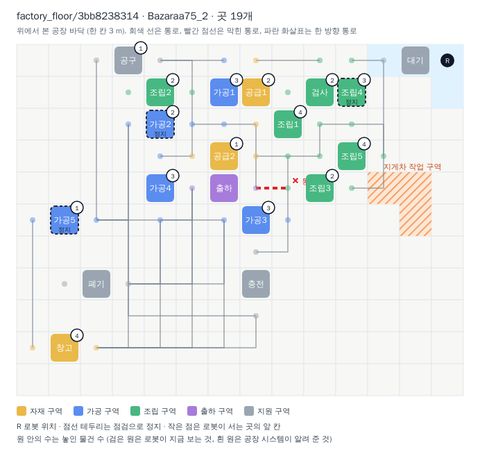 factory_floor/3bb8238314 · Bazaraa75_2 · 곳 19개
위에서 본 공장 바닥 (한 칸 3 m). 회색 선은 통로, 빨간 점선은 막힌 통로, 파란 화살표는 한 방향 통로
공구 1
대기 R
조립2 2
가공1 3
공급1 2
검사 2
조립4 정지 3
가공2 정지 2
조립1 4
공급2 1
조립5 4
지게차 작업 구역
가공4 3
출하
조립3 2
가공5 정지 1
가공3 3
폐기
충전
창고 4
자재 구역 가공 구역 조립 구역 출하 구역 지원 구역
R 로봇 위치 · 점선 테두리는 점검으로 정지 · 작은 점은 로봇이 서는 곳의 앞 칸
원 안의 수는 놓인 물건 수 (검은 원은 로봇이 지금 보는 것, 흰 원은 공장 시스템이 알려 준 것)